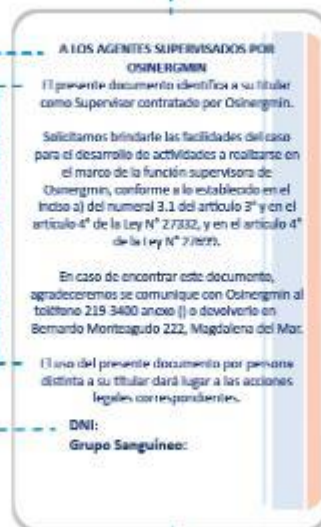 A LOS AGENTES SUPERVISADOS POR
OSINERGMIN
El presente documento identifica a su titular
como Supervisor contratado por Osinergmin.
Solicitamos brindarle las facilidades del caso
para el desarrollo de actividades a realizarse en
el marco de la función supervisora de
Osinergmin, conforme a lo establecido en el
inciso a) del numeral 3.1 del artículo 3° y en el
artículo 4° de la Ley N° 27332, y en el artículo 4°
de la Ley N° 27699.
En caso de encontrar este documento,
agradeceremos se comunique con Osinergmin al
teléfono 219 3400 anexo () o devolverlo en
Bernardo Monteagudo 222, Magdalena del Mar.
El uso del presente documento por persona
distinta a su titular dará lugar a las acciones
legales correspondientes.
DNI:
Grupo Sanguíneo: